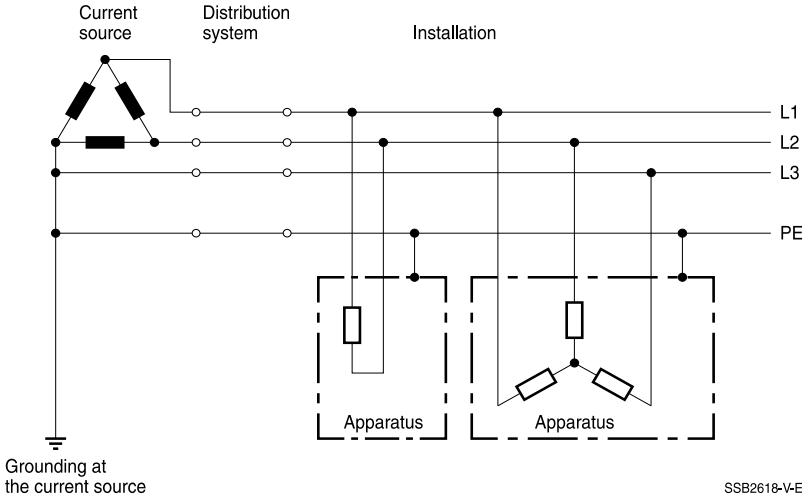 Current
source
Distribution
system
Installation
L1
L2
L3
PE
Apparatus
Apparatus
Grounding at
the current source
SSB2618-V-E